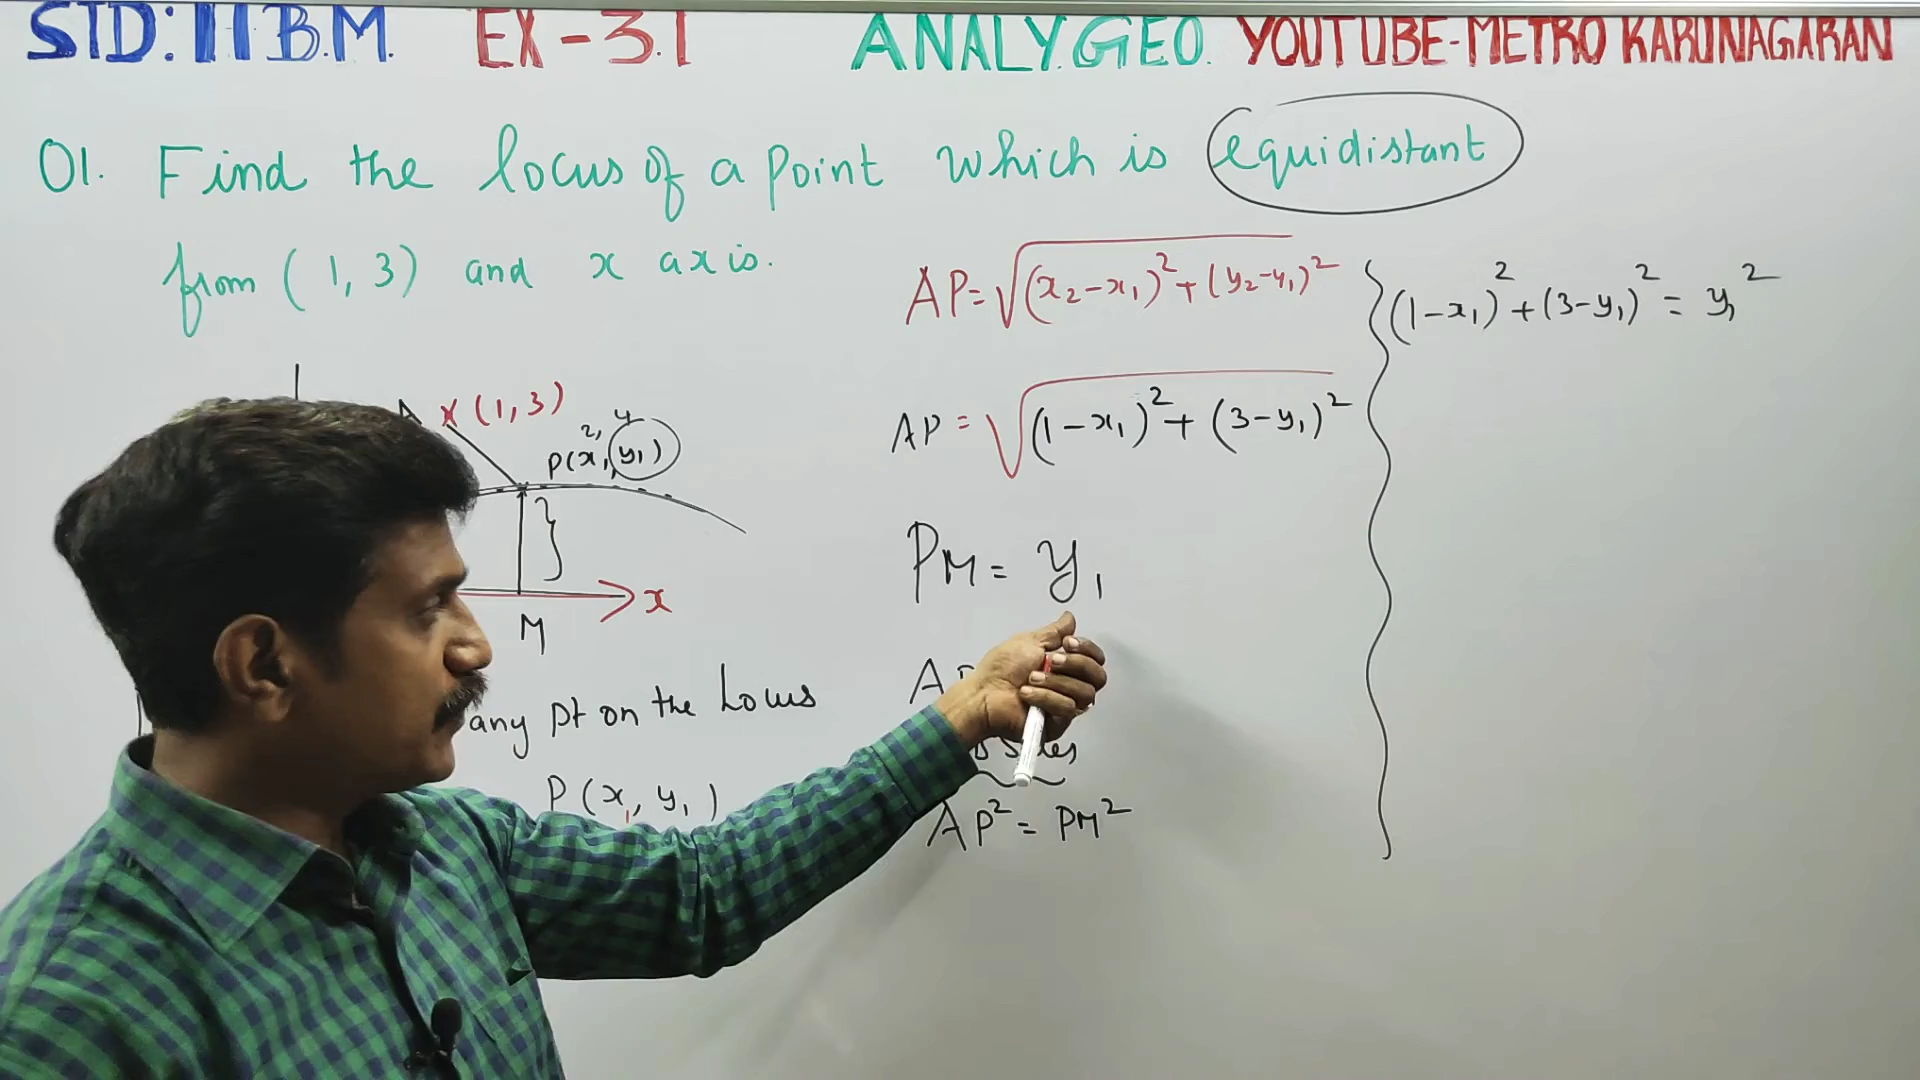 STD: 11 B.M. EX-3.1 ANALY.GEO. YOUTUBE-METRO KARUNAGARAN
01. Find the locus of a point which is equidistant
from (1, 3) and x axis.
AP=√(x₂-x₁)²+(y₂-y₁)²
(1-x₁)²+(3-y₁)² = y₁²
A (1, 3)
2, 4
P(x₁, y₁)
AP = √(1-x₁)²+(3-y₁)²
PM = y₁
x
M
any pt on the Locus
P(x₁, y₁)
AP² = PM²